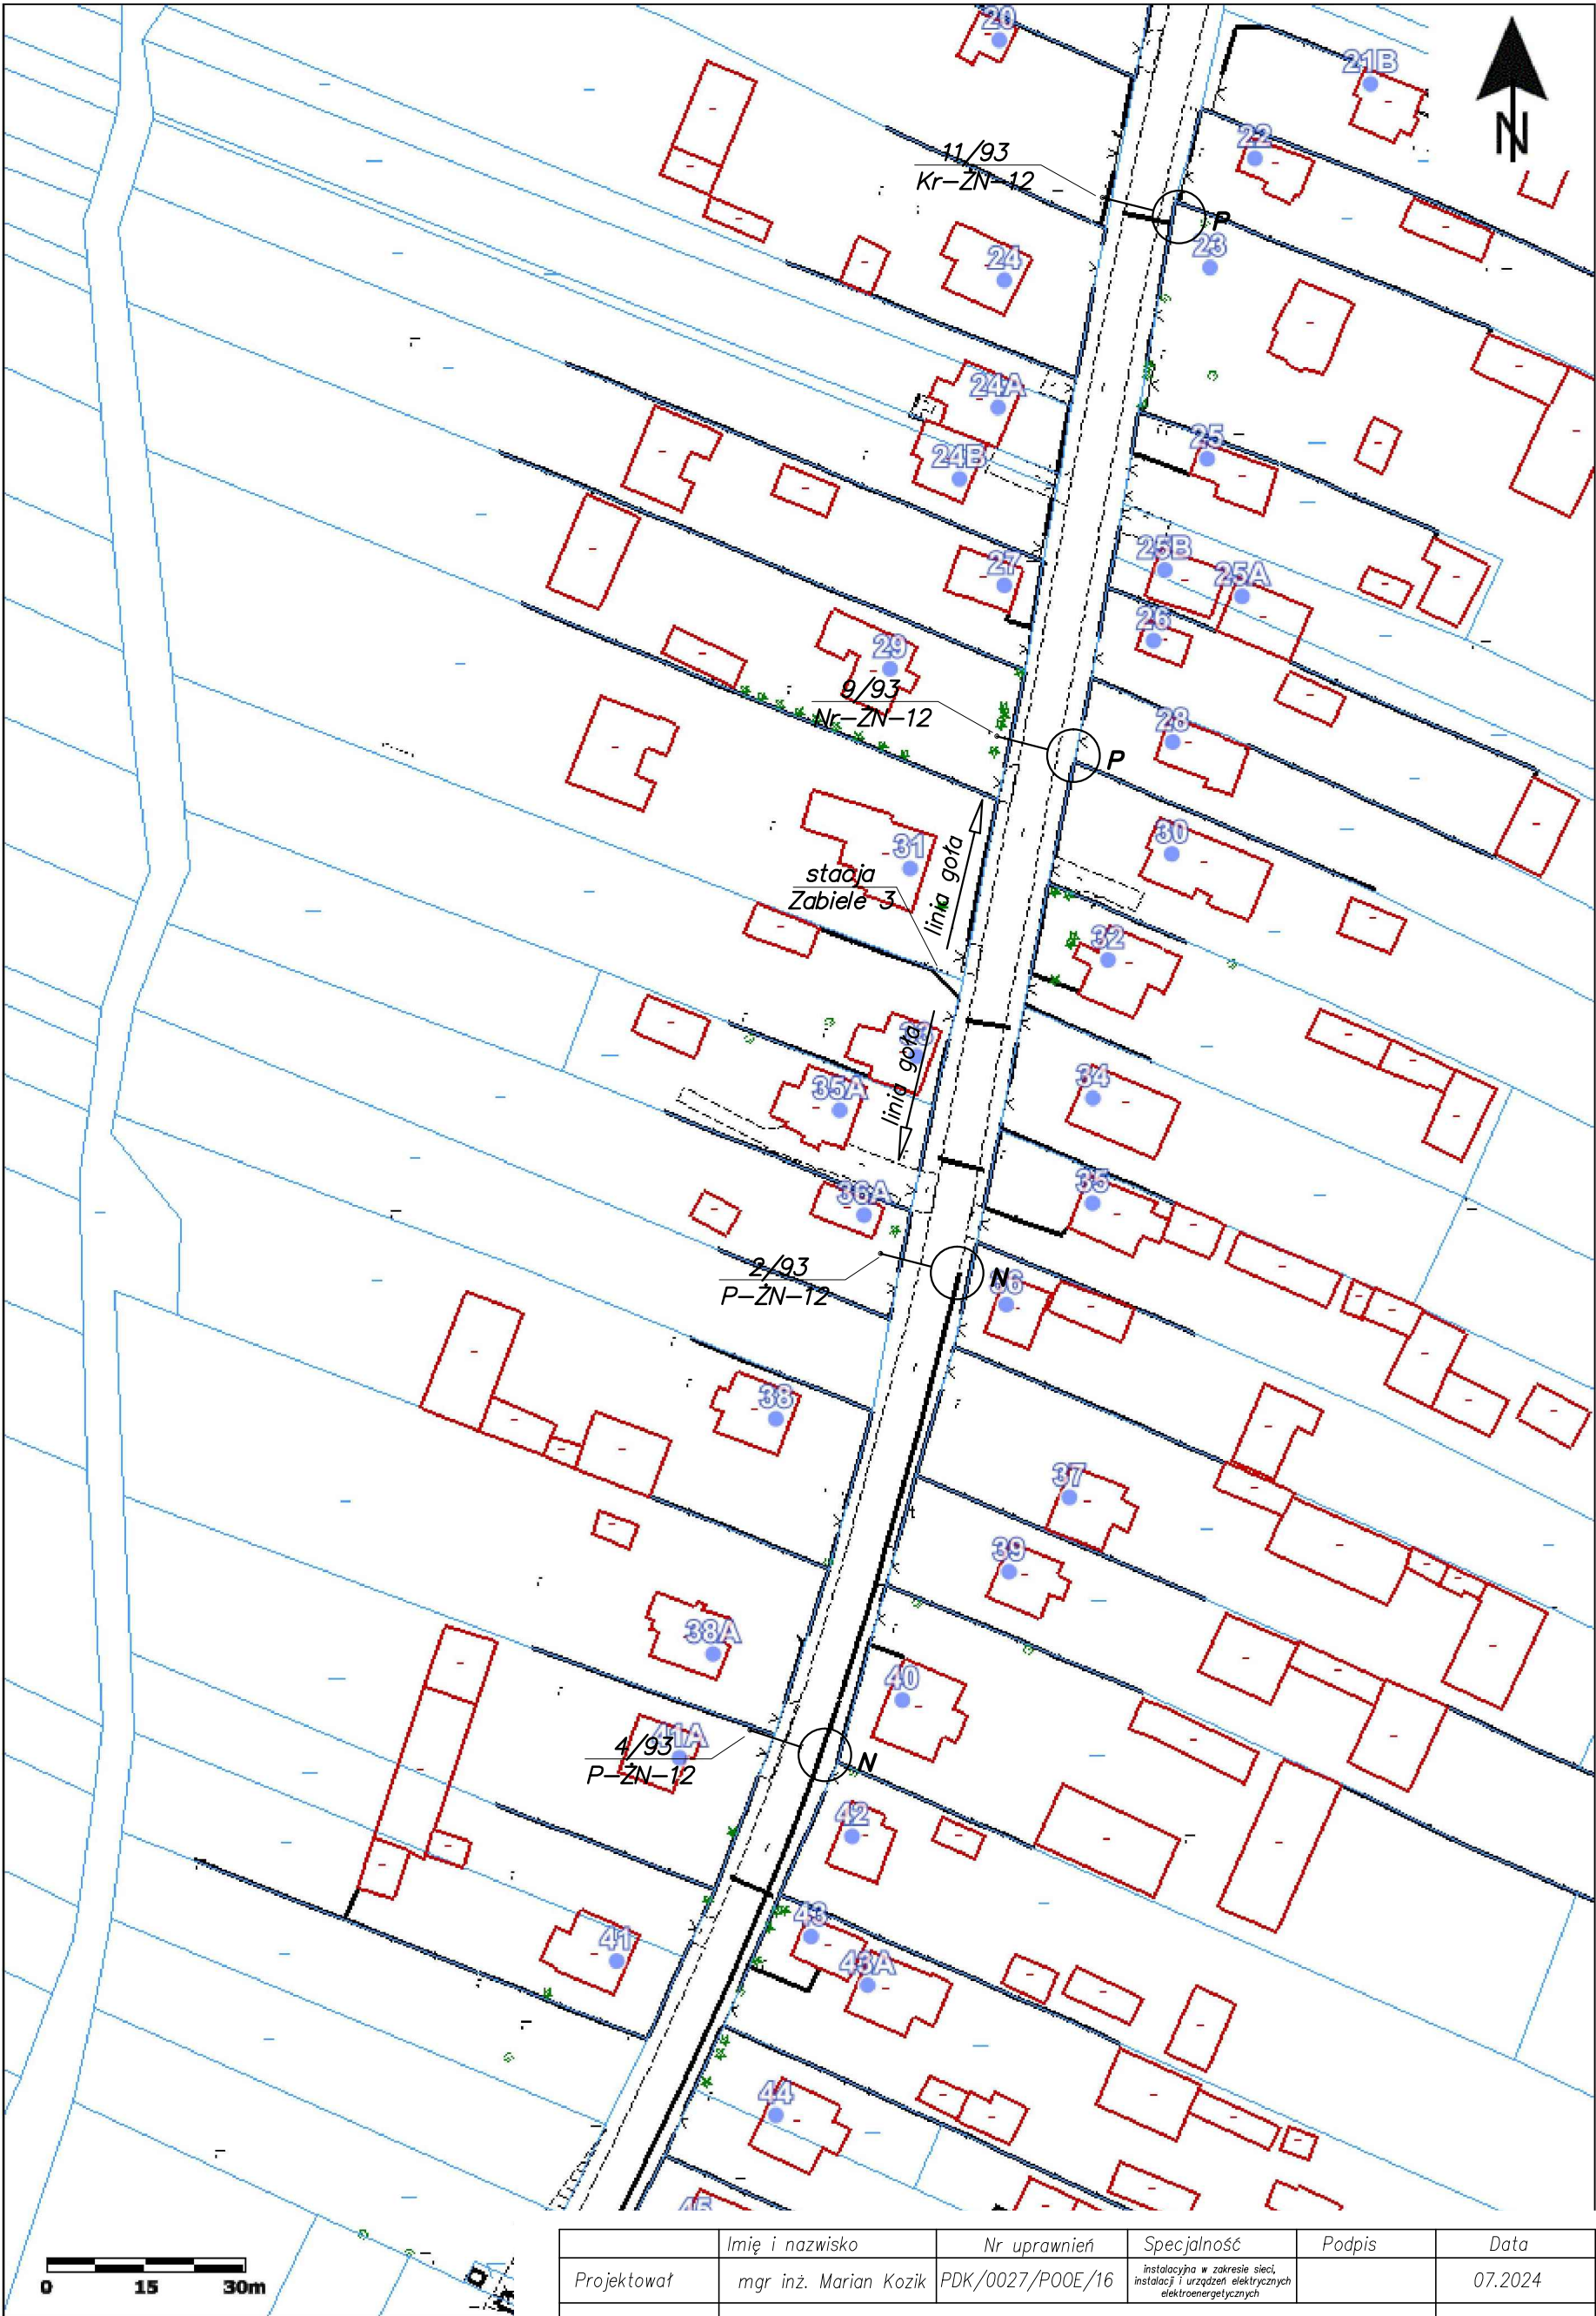 20
21B
N
22
11/93
Kr-ŻN-12
P
23
24
24A
24B
25
25B
25A
27
26
29
9/93
Nr-ŻN-12
28
P
30
31
linia goła
stacja
Zabiele 3
32
linia goła
34
35A
35
36A
2/93
P-ŻN-12
N
36
38
37
39
38A
40
41A
4/93
P-ŻN-12
N
42
43
43A
41
44
45
0 15 30m
Imię i nazwisko Nr uprawnień Specjalność Podpis Data
Projektował mgr inż. Marian Kozik PDK/0027/POOE/16 instalacyjna w zakresie sieci, instalacji i urządzeń elektrycznych elektroenergetycznych 07.2024